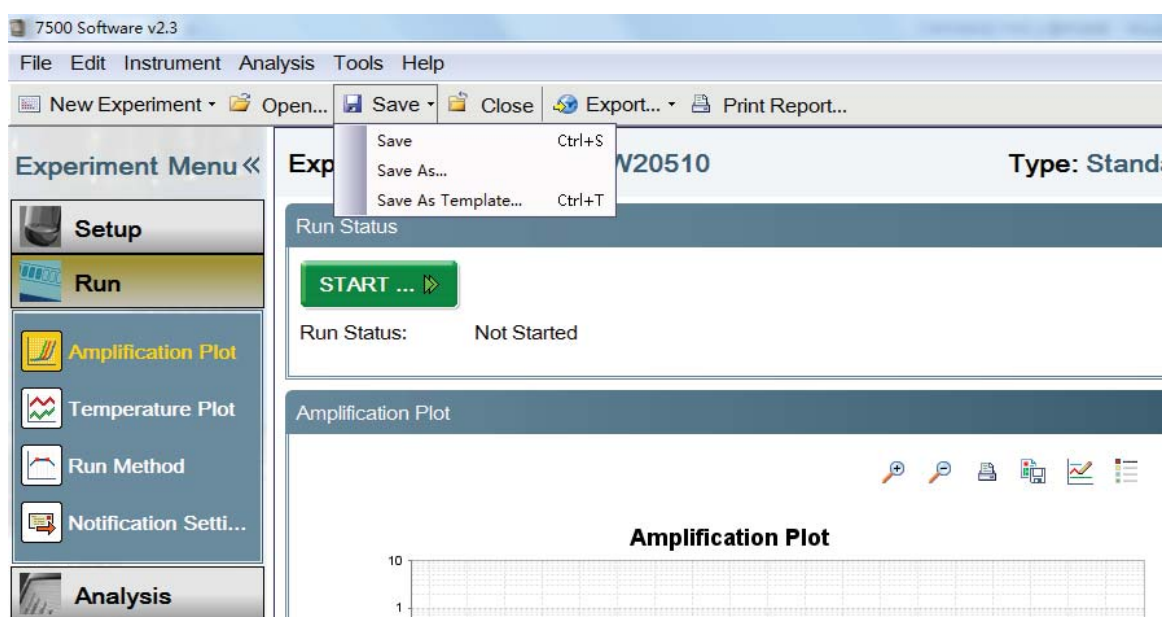 7500 Software v2.3
File Edit Instrument Analysis Tools Help
New Experiment Open... Save Close Export... Print Report...
Save Ctrl+S
Save As...
Save As Template... Ctrl+T
Experiment Menu «
Exp W20510 Type: Standa
Setup
Run
Amplification Plot
Temperature Plot
Run Method
Notification Setti...
Analysis
Run Status
START ...
Run Status: Not Started
Amplification Plot
Amplification Plot
10
1